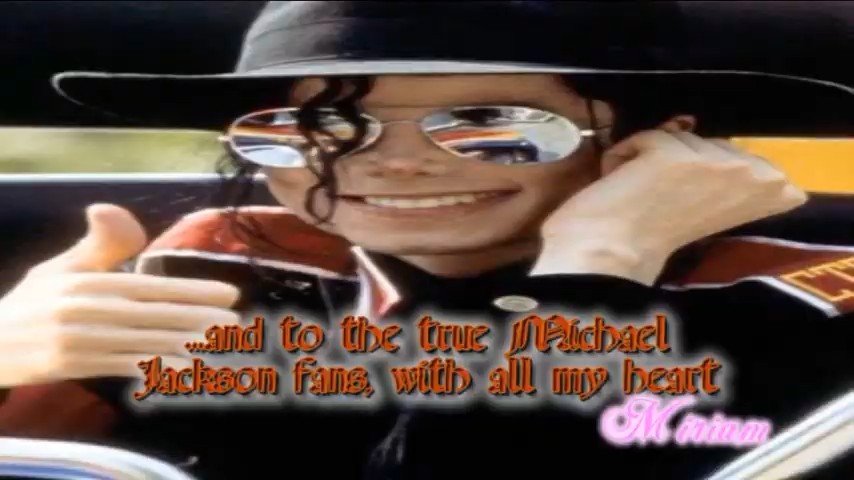 ....and to the true Michael
Jackson fans, with all my heart
Miriam